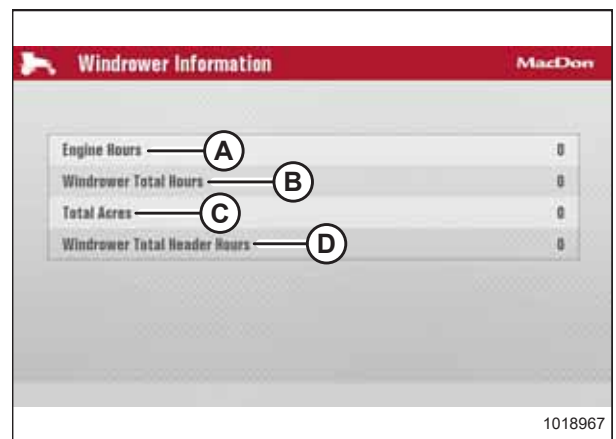 Windrower Information MacDon
Engine Hours A 0
Windrower Total Hours B 0
Total Acres C 0
Windrower Total Header Hours D 0
1018967